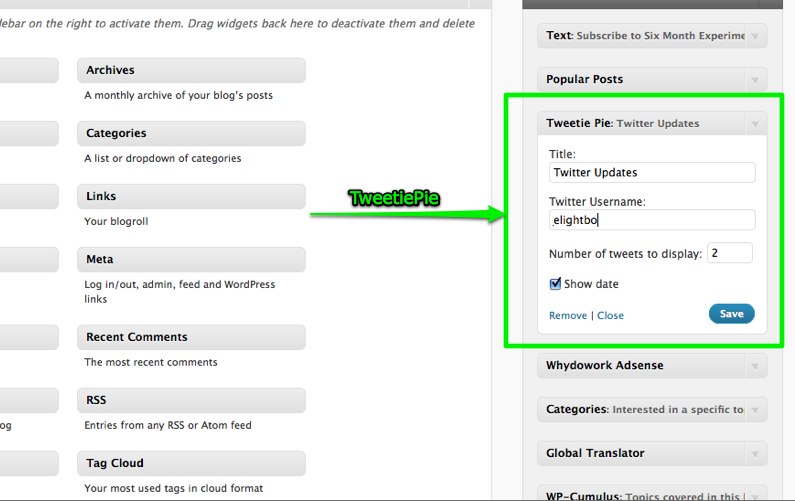 debar on the right to activate them. Drag widgets back here to deactivate them and delete
Archives
A monthly archive of your blog's posts
Categories
A list or dropdown of categories
Links
Your blogroll
Meta
Log in/out, admin, feed and WordPress
links
Recent Comments
The most recent comments
RSS
og
Entries from any RSS or Atom feed
Tag Cloud
Your most used tags in cloud format
TweetiePie
Text: Subscribe to Six Month Experime
Popular Posts
Tweetie Pie: Twitter Updates
Title:
Twitter Updates
Twitter Username:
elightbo
Number of tweets to display: 2
Show date
Remove | Close
Save
Whydowork Adsense
Categories: Interested in a specific to
Global Translator
WP-Cumulus: Topics covered in this